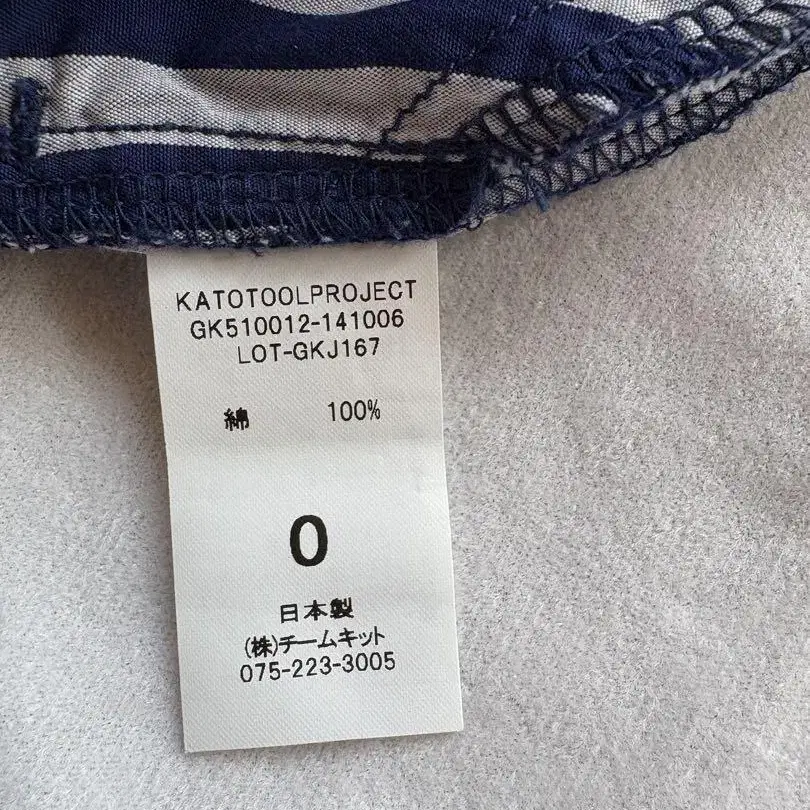 KATOTOOLPROJECT
GK510012-141006
LOT-GKJ167
綿 100%
0
日本製
(株)チームキット
075-223-3005